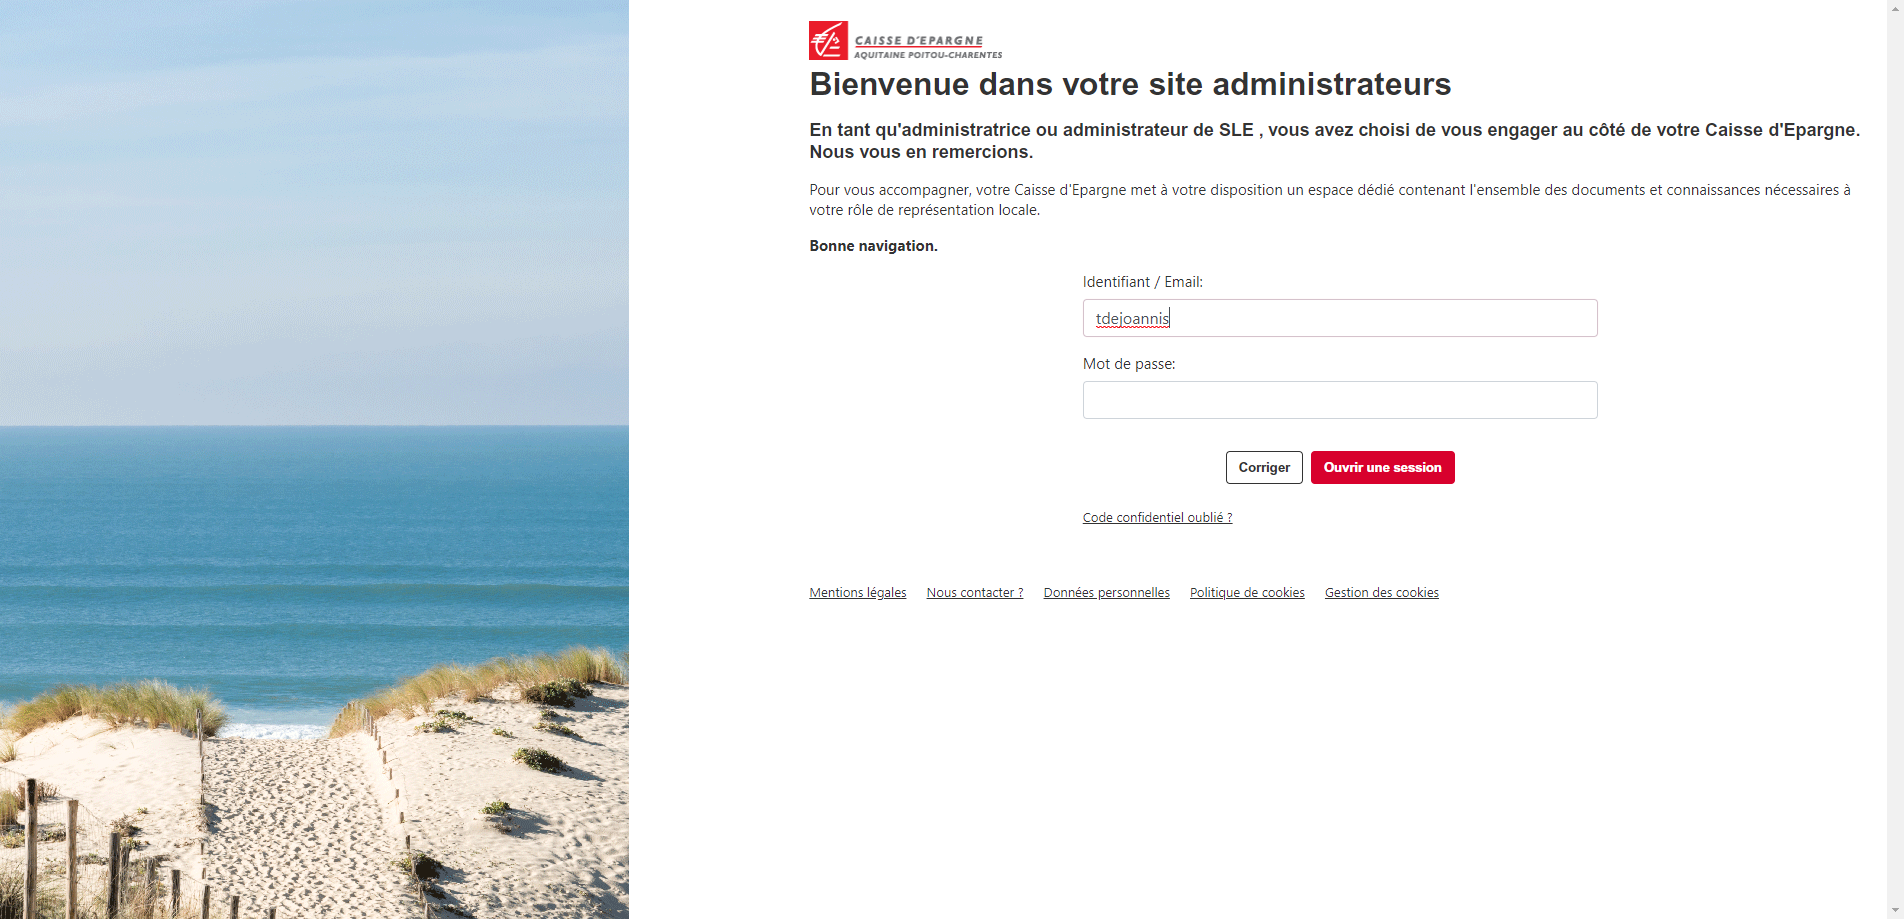 CAISSE D'EPARGNE
AQUITAINE POITOU-CHARENTES
Bienvenue dans votre site administrateurs
En tant qu'administratrice ou administrateur de SLE , vous avez choisi de vous engager au côté de votre Caisse d'Epargne.
Nous vous en remercions.
Pour vous accompagner, votre Caisse d'Epargne met à votre disposition un espace dédié contenant l'ensemble des documents et connaissances nécessaires à
votre rôle de représentation locale.
Bonne navigation.
Identifiant / Email:
tdejoannis
Mot de passe:
Corriger Ouvrir une session
Code confidentiel oublié ?
Mentions légales Nous contacter ? Données personnelles Politique de cookies Gestion des cookies